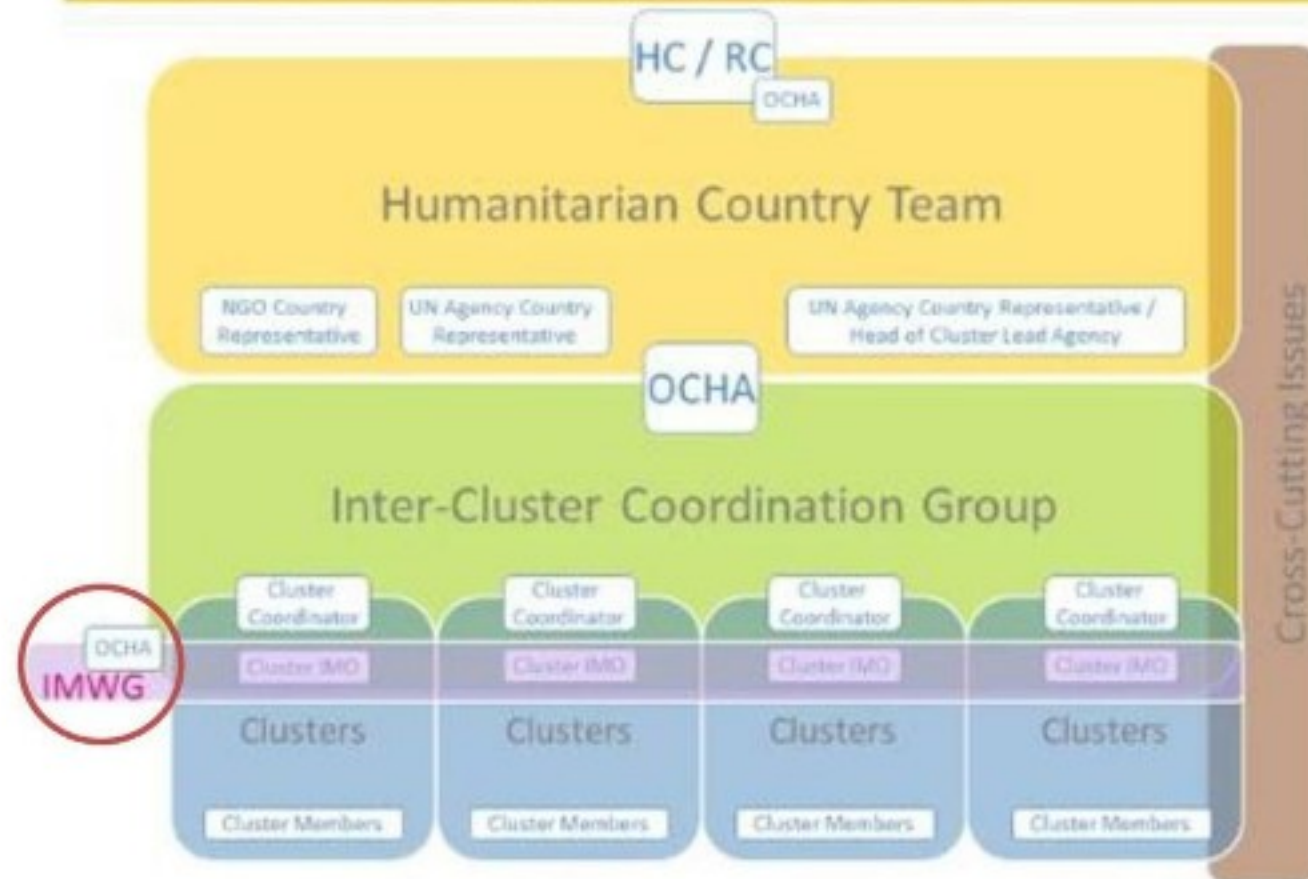 HC / RC
OCHA
Humanitarian Country Team
NGO Country
Representative
UN Agency Country
Representative
UN Agency Country Representative /
Head of Cluster Lead Agency
OCHA
Inter-Cluster Coordination Group
Cluster
Coordinator
Cluster
Coordinator
Cluster
Coordinator
Cluster
Coordinator
OCHA
IMWG
Cluster IMO
Cluster IMO
Cluster IMO
Cluster IMO
Clusters
Clusters
Clusters
Clusters
Cluster Members
Cluster Members
Cluster Members
Cluster Members
Cross-Cutting Issues